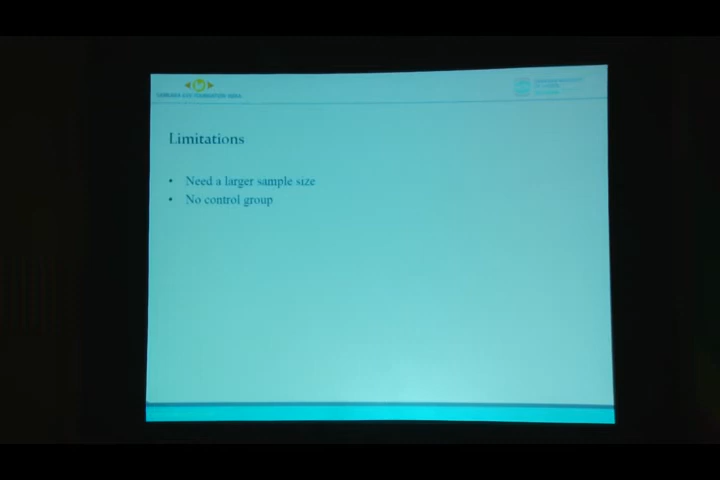 Limitations
• Need a larger sample size
• No control group